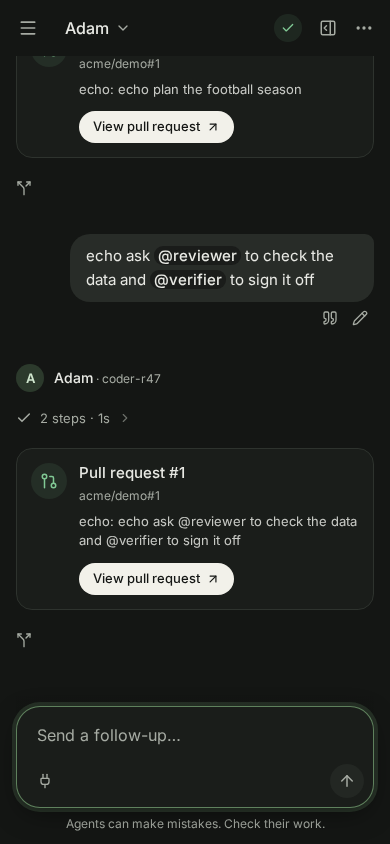 Adam
acme/demo#1
echo: echo plan the football season
View pull request
echo ask @reviewer to check the
data and @verifier to sign it off
A Adam · coder-r47
2 steps · 1s
Pull request #1
acme/demo#1
echo: echo ask @reviewer to check the data
and @verifier to sign it off
View pull request
Send a follow-up...
Agents can make mistakes. Check their work.